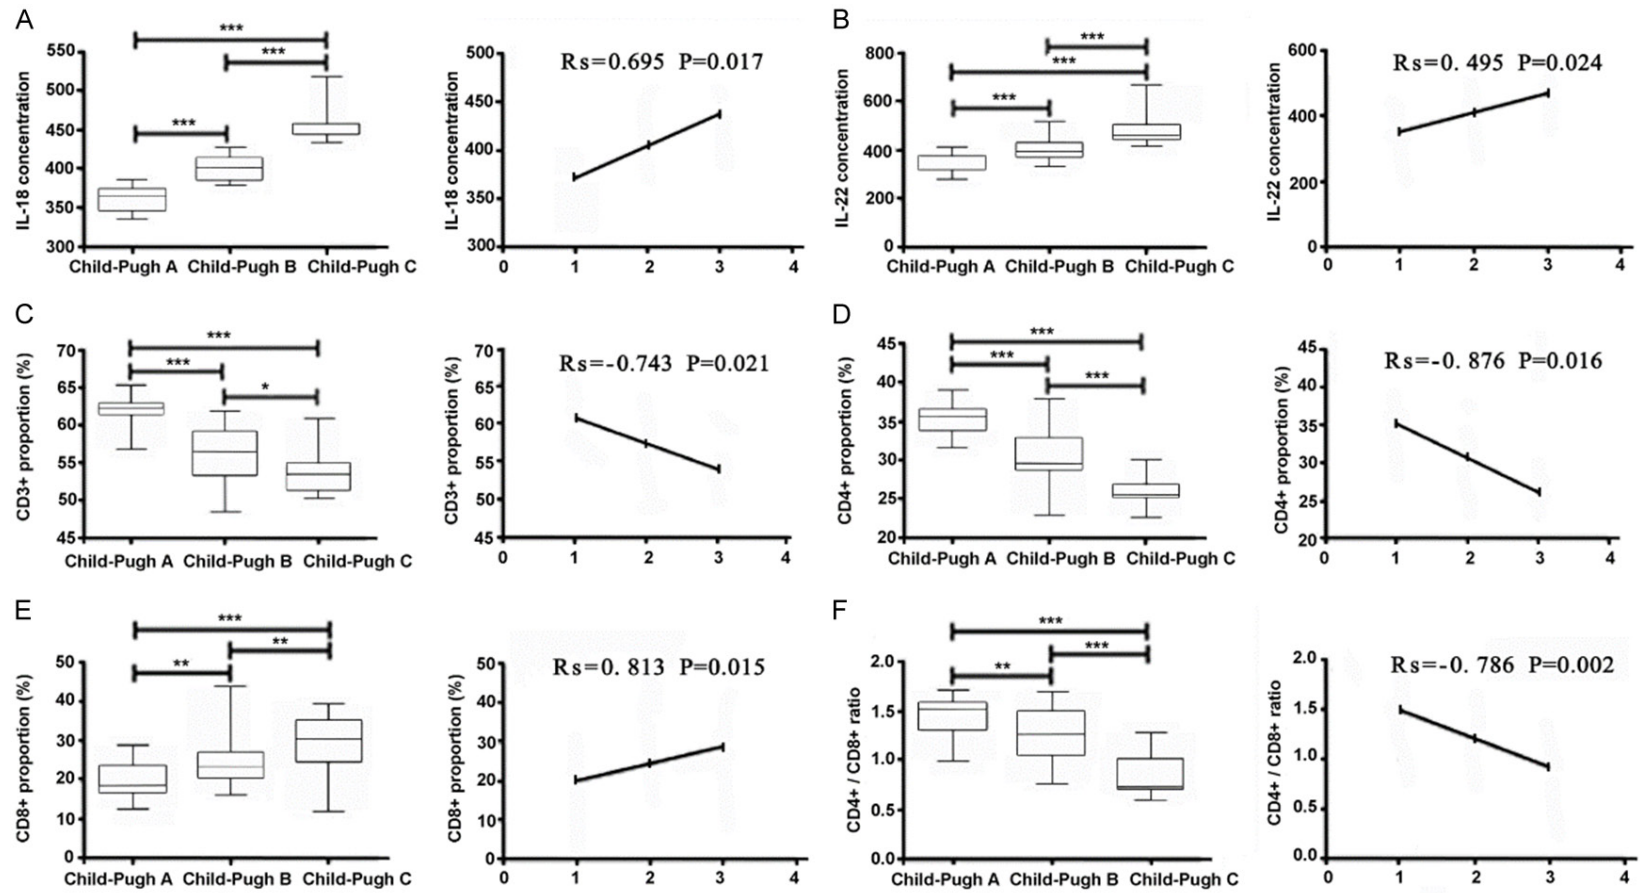 A
IL-18 concentration
550
500
450
400
350
300
***
***
***
Child-Pugh A Child-Pugh B Child-Pugh C
IL-18 concentration
500
450
400
350
300
Rs=0.695 P=0.017
0 1 2 3 4
B
IL-22 concentration
800
600
400
200
0
***
***
***
Child-Pugh A Child-Pugh B Child-Pugh C
IL-22 concentration
600
400
200
0
Rs=0. 495 P=0.024
0 1 2 3 4
C
CD3+ proportion (%)
70
65
60
55
50
45
***
***
*
Child-Pugh A Child-Pugh B Child-Pugh C
CD3+ proportion (%)
70
65
60
55
50
45
Rs=-0.743 P=0.021
0 1 2 3 4
D
CD4+ proportion (%)
45
40
35
30
25
20
***
***
***
Child-Pugh A Child-Pugh B Child-Pugh C
CD4+ proportion (%)
45
40
35
30
25
20
Rs=-0. 876 P=0.016
0 1 2 3 4
E
CD8+ proportion (%)
50
40
30
20
10
0
***
**
**
Child-Pugh A Child-Pugh B Child-Pugh C
CD8+ proportion (%)
50
40
30
20
10
0
Rs=0. 813 P=0.015
0 1 2 3 4
F
CD4+ / CD8+ ratio
2.0
1.5
1.0
0.5
0.0
***
***
**
Child-Pugh A Child-Pugh B Child-Pugh C
CD4+ / CD8+ ratio
2.0
1.5
1.0
0.5
0.0
Rs=-0. 786 P=0.002
0 1 2 3 4